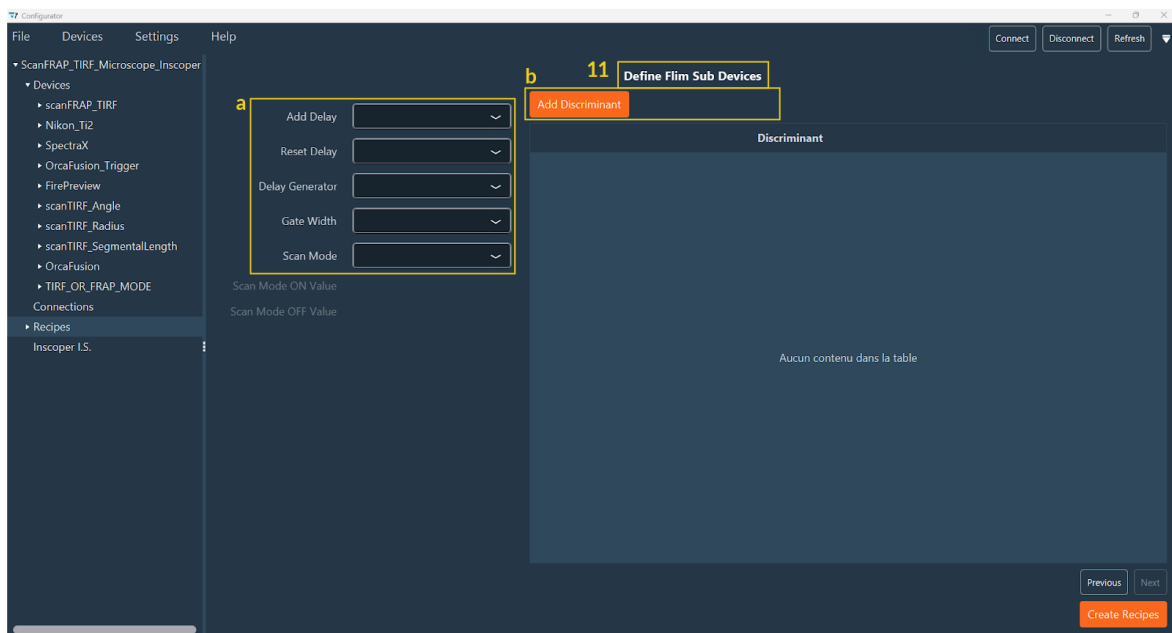 Configurator
File Devices Settings Help
Connect Disconnect Refresh
ScanFRAP_TIRF_Microscope_Inscoper
Devices
scanFRAP_TIRF
Nikon_Ti2
SpectraX
OrcaFusion_Trigger
FirePreview
scanTIRF_Angle
scanTIRF_Radius
scanTIRF_SegmentalLength
OrcaFusion
TIRF_OR_FRAP_MODE
Connections
Recipes
Inscoper I.S.
11 Define Flim Sub Devices
a
Add Delay
Reset Delay
Delay Generator
Gate Width
Scan Mode
Scan Mode ON Value
Scan Mode OFF Value
b
Add Discriminant
Discriminant
Aucun contenu dans la table
Previous Next
Create Recipes